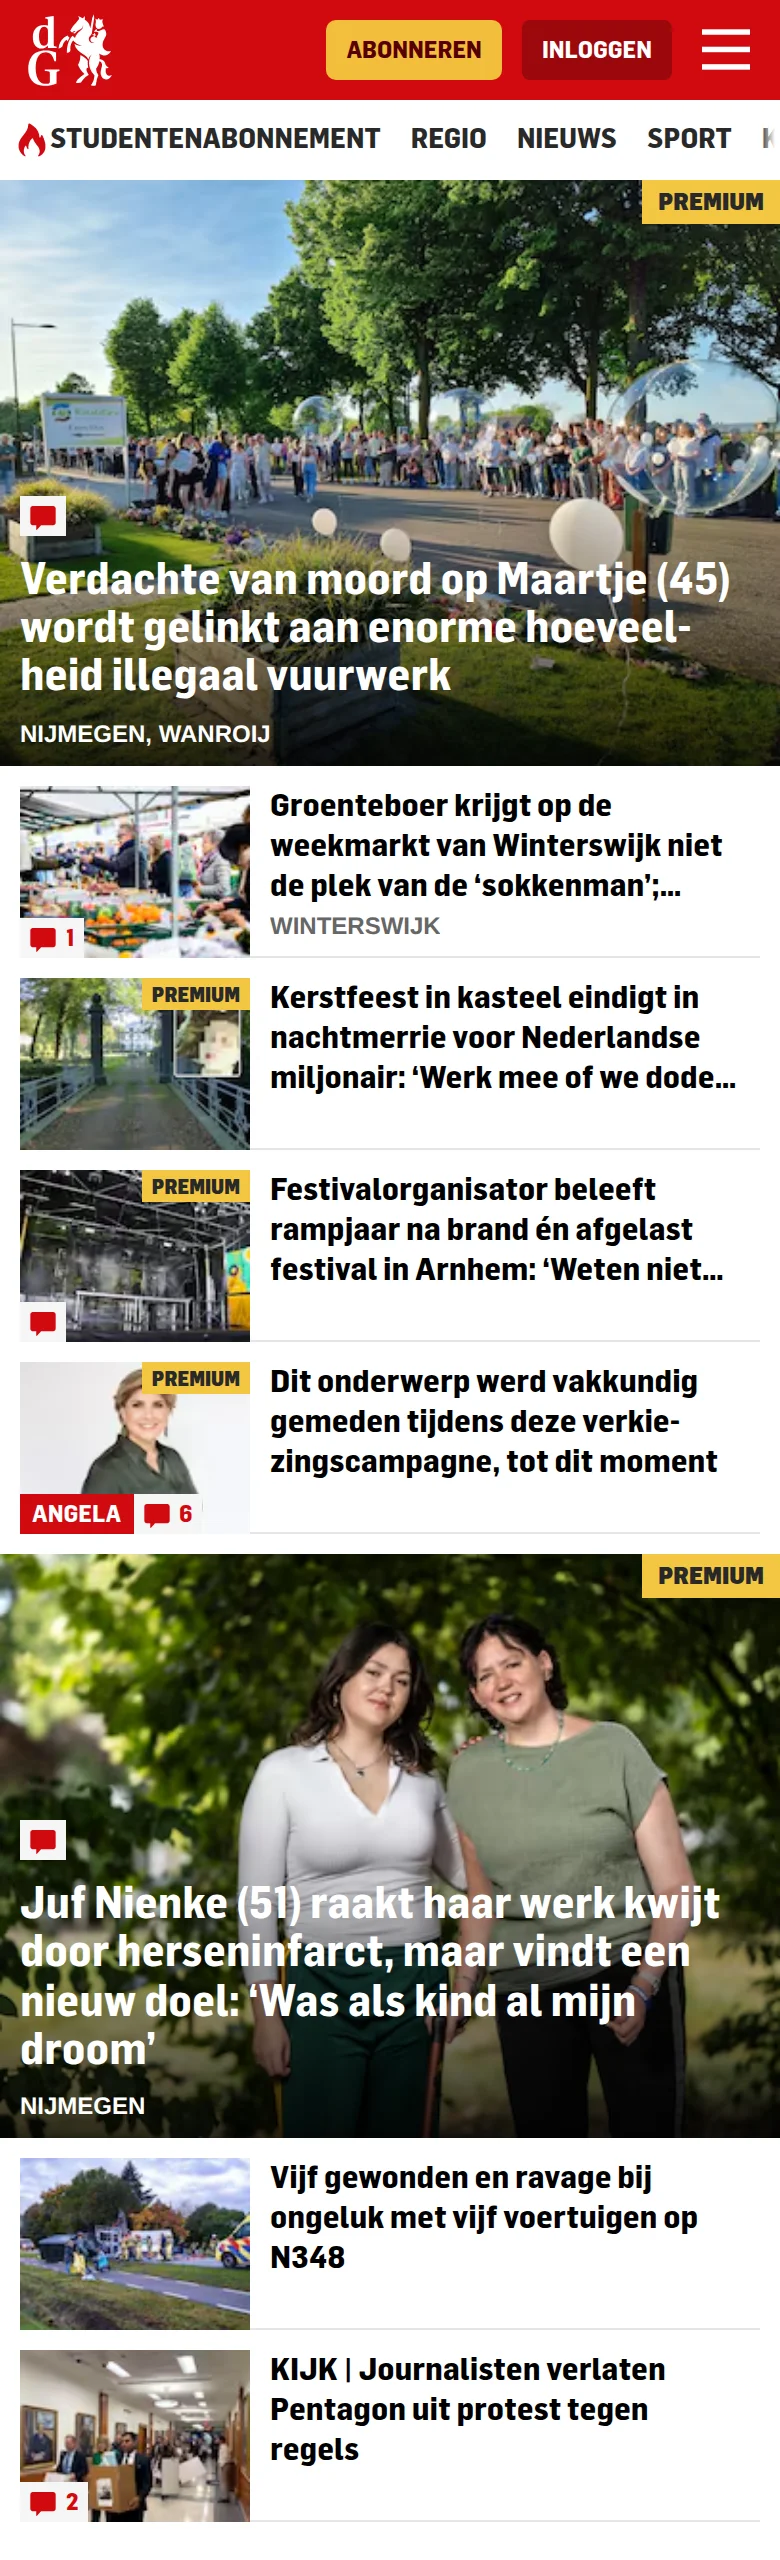 dG
ABONNEREN
INLOGGEN
STUDENTENABONNEMENT REGIO NIEUWS SPORT
PREMIUM
Verdachte van moord op Maartje (45)
wordt gelinkt aan enorme hoeveel-
heid illegaal vuurwerk
NIJMEGEN, WANROIJ
Groenteboer krijgt op de
weekmarkt van Winterswijk niet
de plek van de ‘sokkenman’;...
WINTERSWIJK
1
PREMIUM
Kerstfeest in kasteel eindigt in
nachtmerrie voor Nederlandse
miljonair: ‘Werk mee of we dode...
PREMIUM
Festivalorganisator beleeft
rampjaar na brand én afgelast
festival in Arnhem: ‘Weten niet...
PREMIUM
ANGELA
6
Dit onderwerp werd vakkundig
gemeden tijdens deze verkie-
zingscampagne, tot dit moment
PREMIUM
Juf Nienke (51) raakt haar werk kwijt
door herseninfarct, maar vindt een
nieuw doel: ‘Was als kind al mijn
droom’
NIJMEGEN
Vijf gewonden en ravage bij
ongeluk met vijf voertuigen op
N348
KIJK | Journalisten verlaten
Pentagon uit protest tegen
regels
2